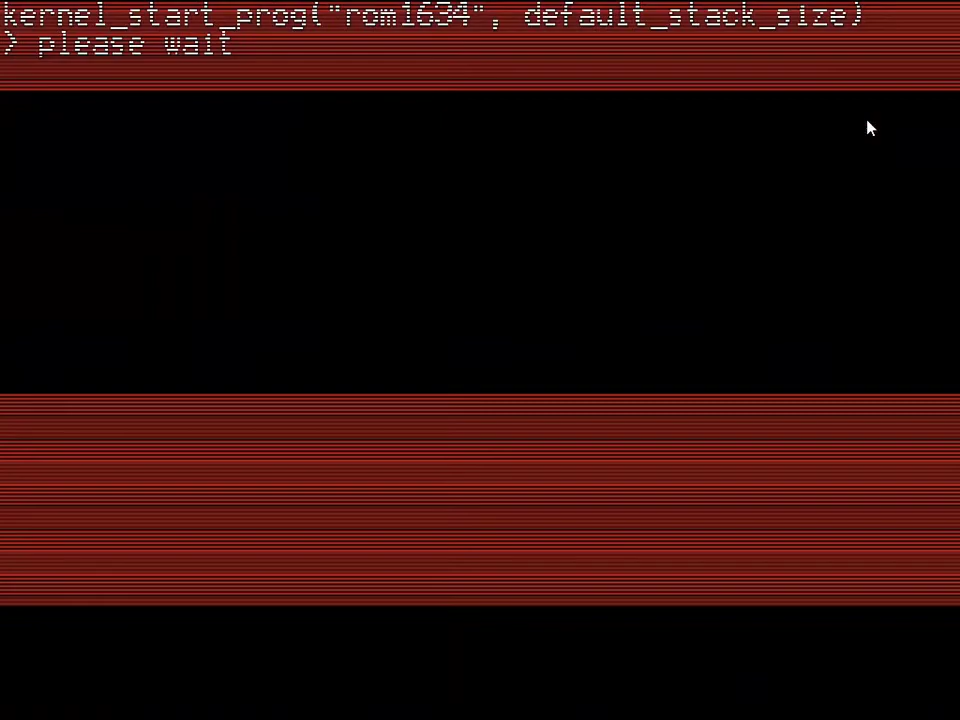 kernel_start_prog("rom1634", default_stack_size)
> please wait